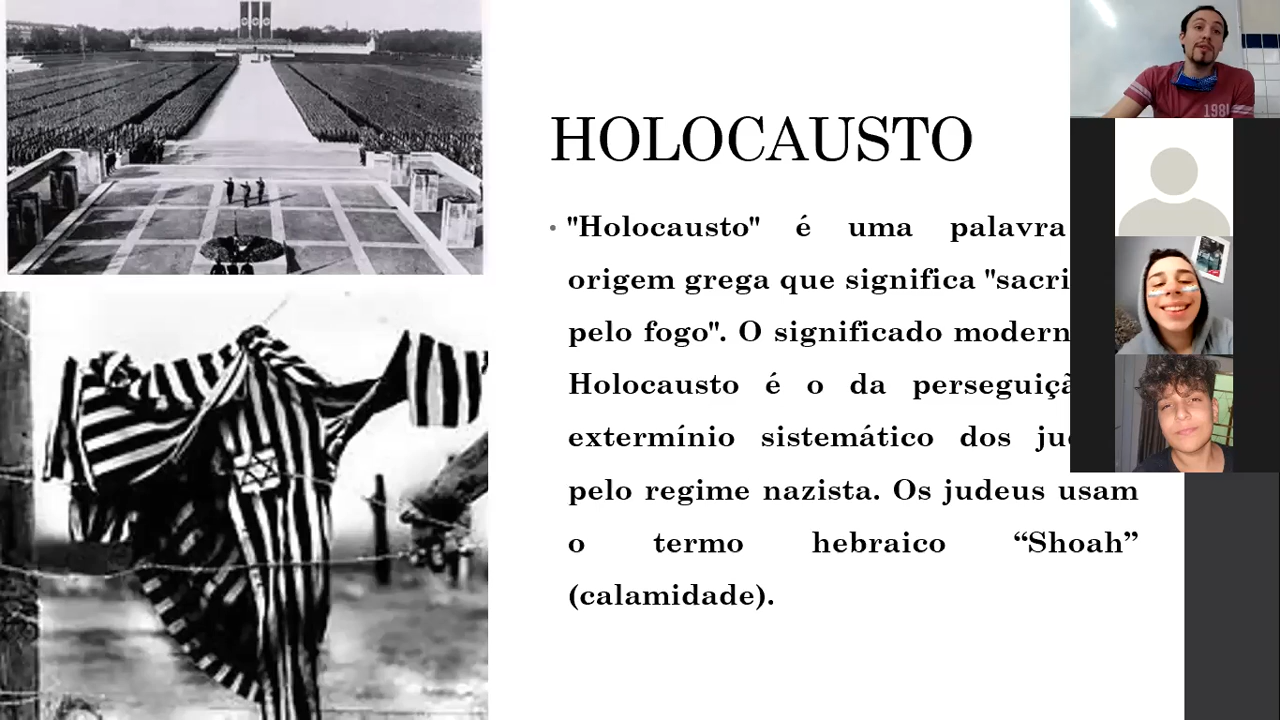 HOLOCAUSTO
"Holocausto" é uma palavra
origem grega que significa "sacri
pelo fogo". O significado modern
Holocausto é o da perseguiçã
extermínio sistemático dos ju
pelo regime nazista. Os judeus usam
o termo hebraico “Shoah”
(calamidade).
1981